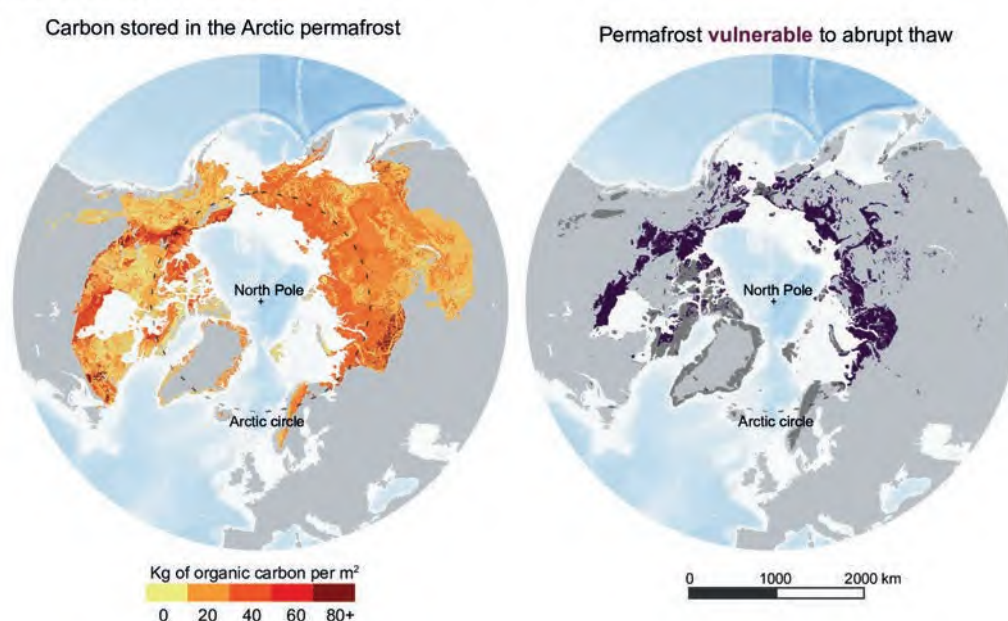 Carbon stored in the Arctic permafrost
Permafrost vulnerable to abrupt thaw
North Pole
Arctic circle
North Pole
Arctic circle
Kg of organic carbon per m²
0 20 40 60 80+
0 1000 2000 km